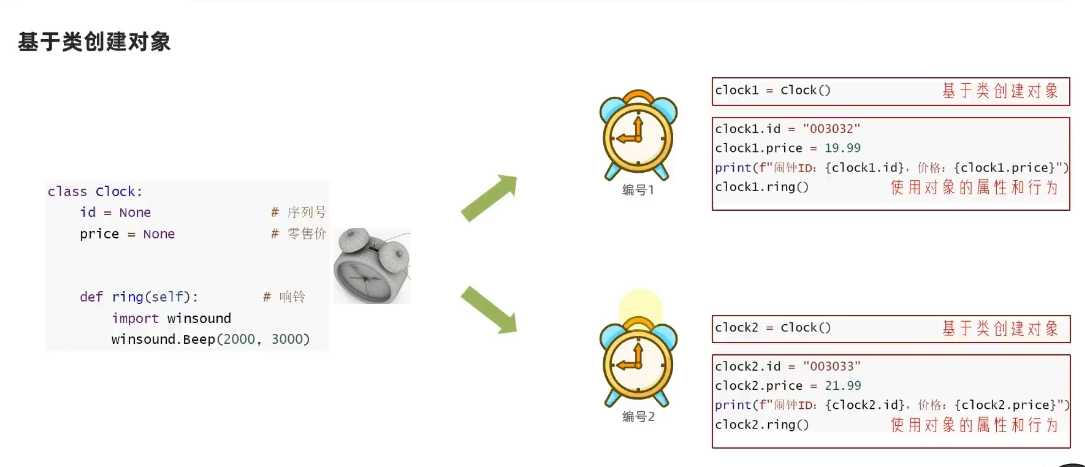 基于类创建对象
class Clock:
    id = None    # 序列号
    price = None    # 零售价
    def ring(self):    # 响铃
        import winsound
        winsound.Beep(2000, 3000)
编号1
clock1 = Clock()    基于类创建对象
clock1.id = "003032"
clock1.price = 19.99
print(f"闹钟ID：{clock1.id}，价格：{clock1.price}")
clock1.ring()    使用对象的属性和行为
编号2
clock2 = Clock()    基于类创建对象
clock2.id = "003033"
clock2.price = 21.99
print(f"闹钟ID：{clock2.id}，价格：{clock2.price}")
clock2.ring()    使用对象的属性和行为